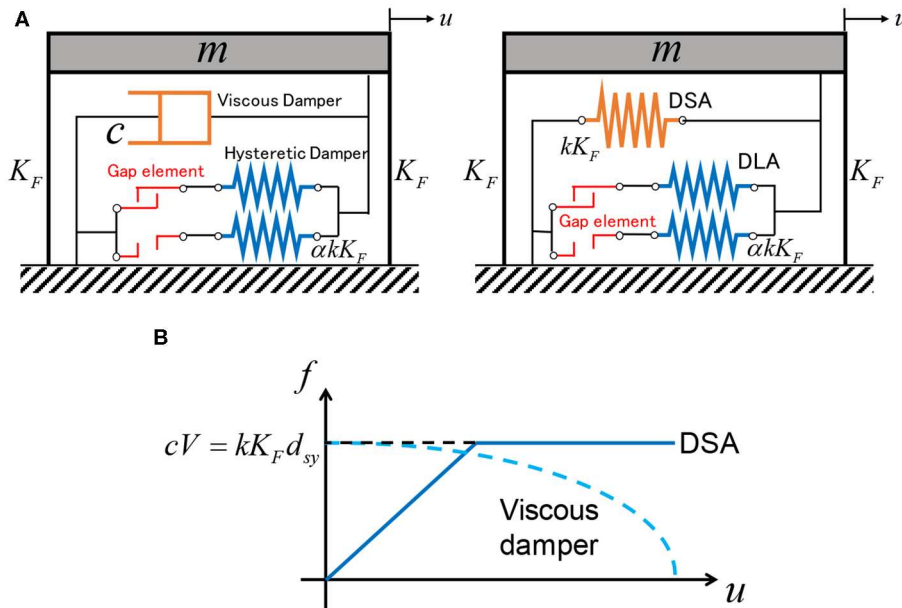 A
u
m
Viscous Damper
c
Hysteretic Damper
Gap element
K_F
K_F
αkK_F
m
DSA
kK_F
DLA
K_F
K_F
Gap element
αkK_F
B
f
cV = kK_F d_sy
DSA
Viscous
damper
u